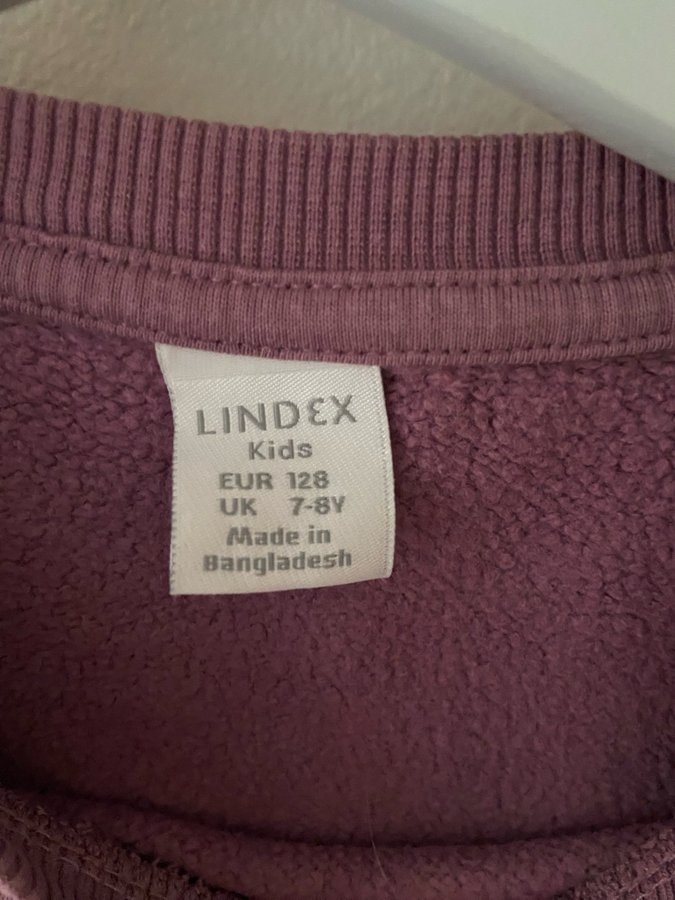 LINDEX
Kids
EUR 128
UK 7-8Y
Made in
Bangladesh